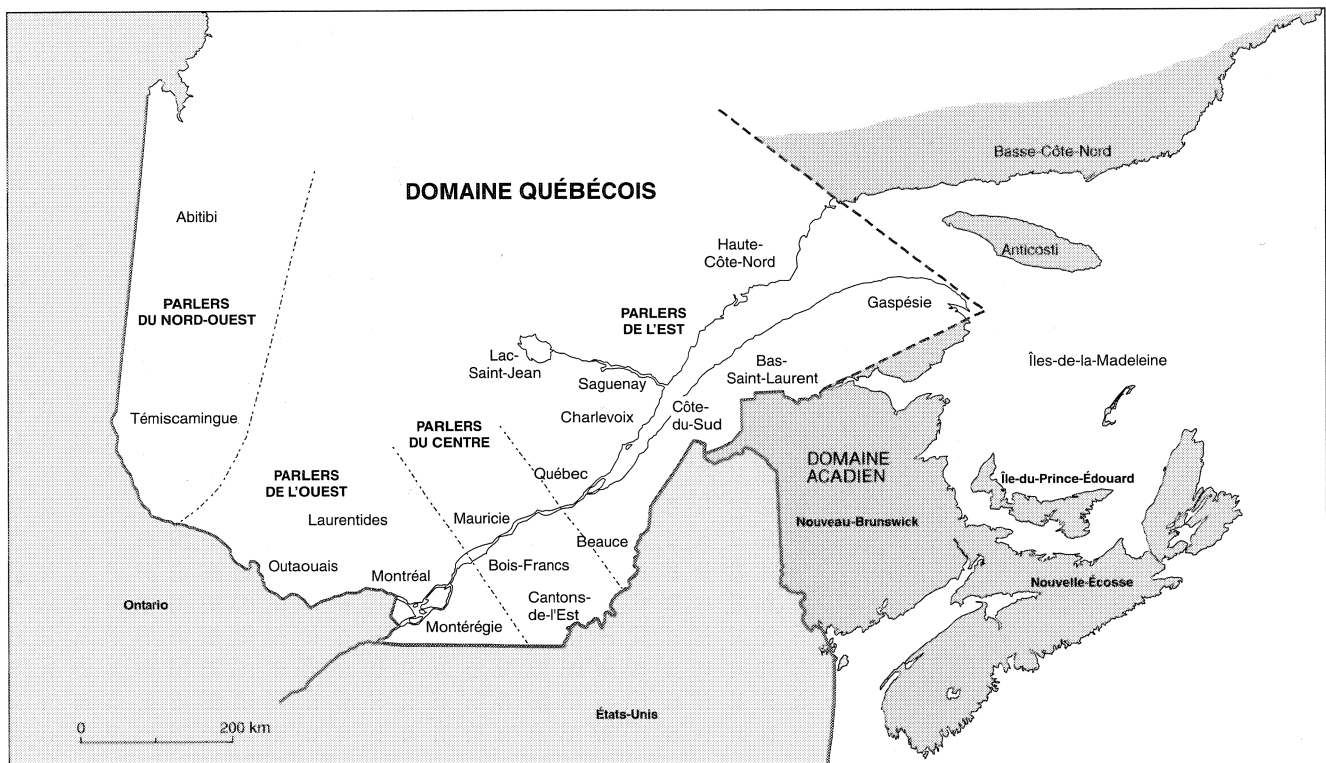 Basse-Côte-Nord
DOMAINE QUÉBÉCOIS
Abitibi
Haute-
Côte-Nord
Anticosti
PARLERS
DU NORD-OUEST
PARLERS
DE L'EST
Gaspésie
Lac-
Saint-Jean
Saguenay
Bas-
Saint-Laurent
Îles-de-la-Madeleine
Témiscamingue
Charlevoix
Côte-
du-Sud
PARLERS
DU CENTRE
DOMAINE
ACADIEN
PARLERS
DE L'OUEST
Québec
Île-du-Prince-Édouard
Laurentides
Mauricie
Nouveau-Brunswick
Beauce
Outaouais
Montréal
Bois-Francs
Nouvelle-Écosse
Ontario
Cantons-
de-l'Est
Montérégie
États-Unis
0 200 km